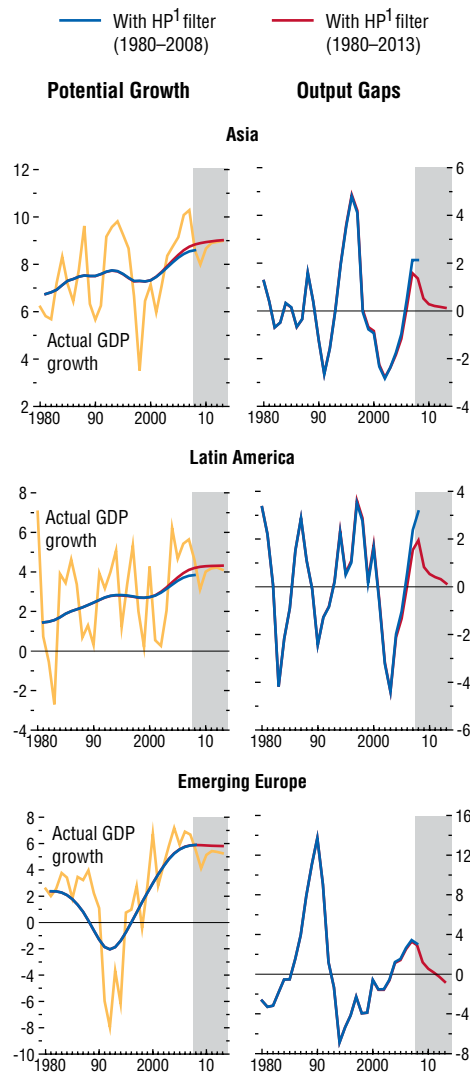 With HP1 filter
(1980–2008)
With HP1 filter
(1980–2013)
Potential Growth
Output Gaps
Asia
12
10
8
6
4
2
Actual GDP
growth
1980 90 2000 10
6
4
2
0
-2
-4
1980 90 2000 10
Latin America
8
6
4
2
0
-2
-4
Actual GDP
growth
1980 90 2000 10
4
2
0
-2
-4
-6
1980 90 2000 10
Emerging Europe
8
6
4
2
0
-2
-4
-6
-8
-10
Actual GDP
growth
1980 90 2000 10
16
12
8
4
0
-4
-8
1980 90 2000 10